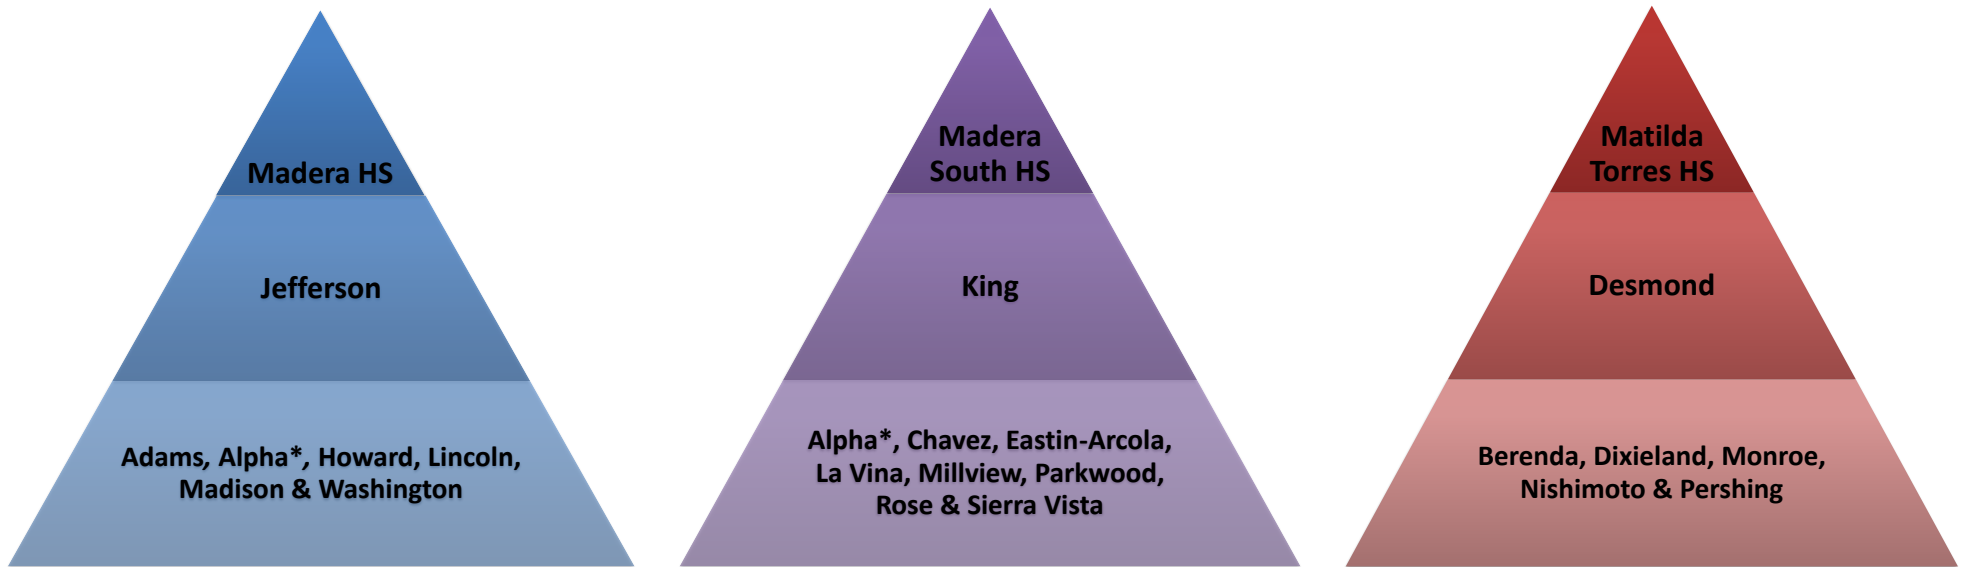 Madera HS
Jefferson
Adams, Alpha*, Howard, Lincoln,
Madison & Washington
Madera
South HS
King
Alpha*, Chavez, Eastin-Arcola,
La Vina, Millview, Parkwood,
Rose & Sierra Vista
Matilda
Torres HS
Desmond
Berenda, Dixieland, Monroe,
Nishimoto & Pershing